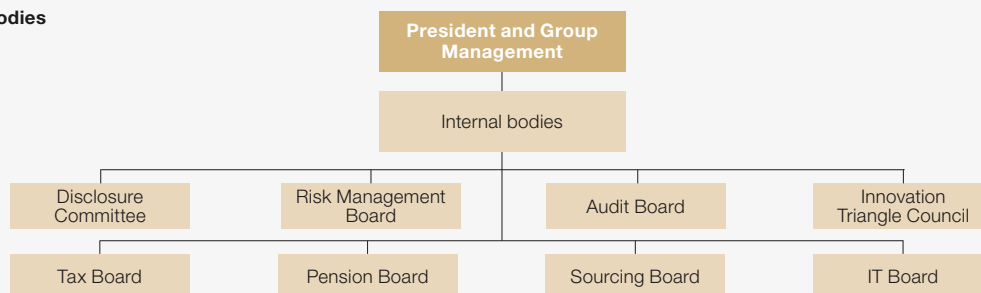 odies
President and Group
Management
Internal bodies
Disclosure
Committee
Risk Management
Board
Audit Board
Innovation
Triangle Council
Tax Board
Pension Board
Sourcing Board
IT Board